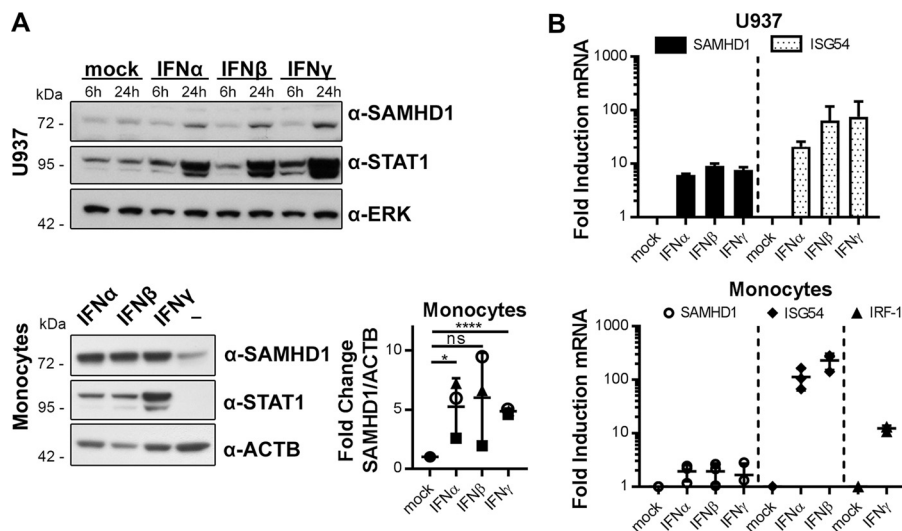 A
mock IFNα IFNβ IFNγ
kDa 6h 24h 6h 24h 6h 24h 6h 24h
U937
72 - α-SAMHD1
95 - α-STAT1
42 - α-ERK
IFNα IFNβ IFNγ –
kDa
Monocytes
72 - α-SAMHD1
95 - α-STAT1
42 - α-ACTB
Monocytes
Fold Change
SAMHD1/ACTB
10
5
0
****
ns
*
mock IFNα IFNβ IFNγ
B
U937
SAMHD1 ISG54
Fold Induction mRNA
1000
100
10
1
mock IFNα IFNβ IFNγ mock IFNα IFNβ IFNγ
Monocytes
SAMHD1 ISG54 IRF-1
Fold Induction mRNA
1000
100
10
1
mock IFNα IFNβ IFNγ mock IFNα IFNβ mock IFNγ